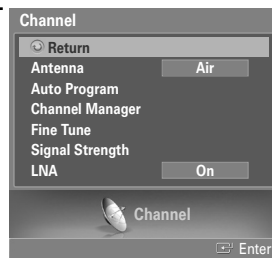 Channel
Return
Antenna Air
Auto Program
Channel Manager
Fine Tune
Signal Strength
LNA On
Channel
Enter